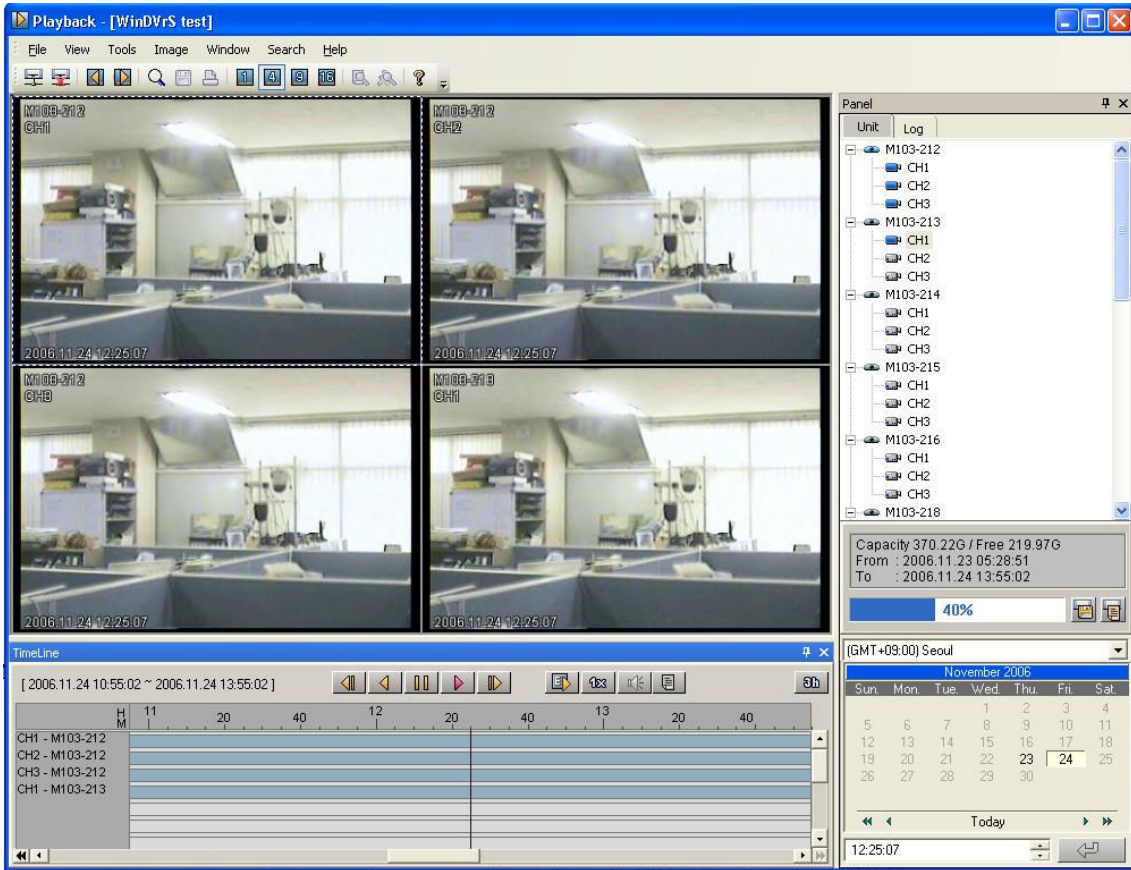 Playback - [WinDVrS test]
File View Tools Image Window Search Help
1 4 9 16 ?
M103-212
CH1
2006.11.24 12:25:07
M103-212
CH2
2006.11.24 12:25:07
M103-212
CH3
2006.11.24 12:25:07
M103-213
CH1
2006.11.24 12:25:07
Panel
Unit Log
M103-212
CH1
CH2
CH3
M103-213
CH1
CH2
CH3
M103-214
CH1
CH2
CH3
M103-215
CH1
CH2
CH3
M103-216
CH1
CH2
CH3
M103-218
Capacity 370.22G / Free 219.97G
From : 2006.11.23 05:28:51
To : 2006.11.24 13:55:02
40%
TimeLine
[ 2006.11.24 10:55:02 ~ 2006.11.24 13:55:02 ]
1x
3h
H 11 20 40 12 20 40 13 20 40
M
CH1 - M103-212
CH2 - M103-212
CH3 - M103-212
CH1 - M103-213
(GMT+09:00) Seoul
November 2006
Sun. Mon. Tue. Wed. Thu. Fri. Sat.
1 2 3 4
5 6 7 8 9 10 11
12 13 14 15 16 17 18
19 20 21 22 23 24 25
26 27 28 29 30
Today
12:25:07